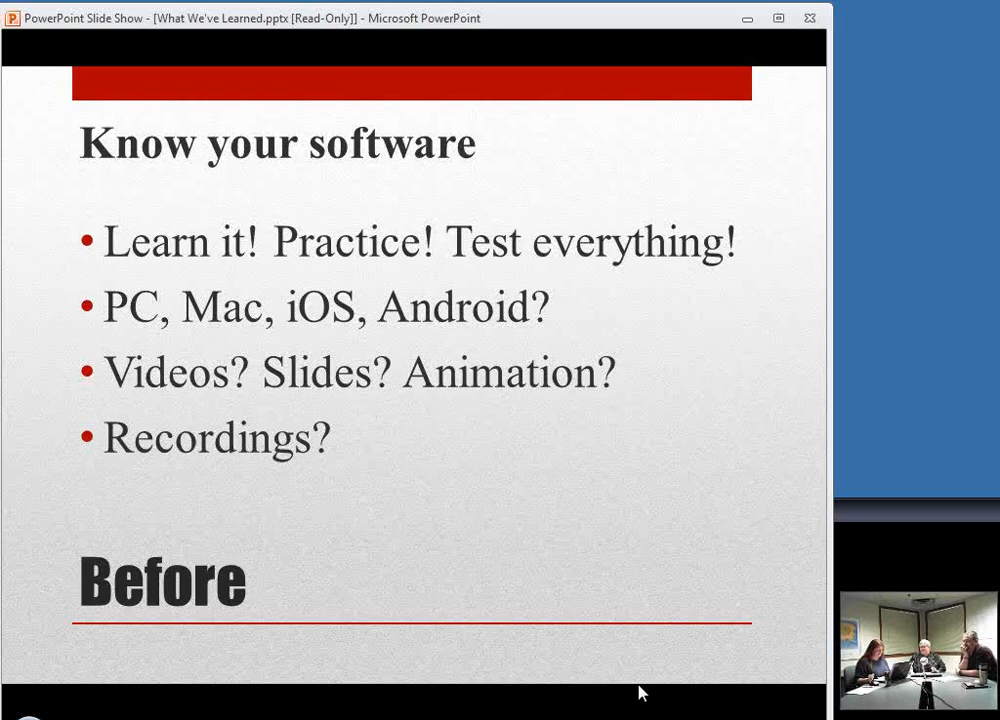 PowerPoint Slide Show - [What We've Learned.pptx [Read-Only]] - Microsoft PowerPoint
Know your software
• Learn it! Practice! Test everything!
• PC, Mac, iOS, Android?
• Videos? Slides? Animation?
• Recordings?
Before